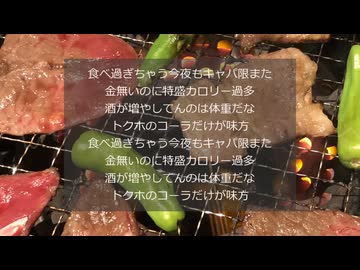 食べ過ぎちゃう今夜もキャパ限また
金無いのに特盛カロリー過多
酒が増やしてんのは体重だな
トクホのコーラだけが味方
食べ過ぎちゃう今夜もキャパ限また
金無いのに特盛カロリー過多
酒が増やしてんのは体重だな
トクホのコーラだけが味方